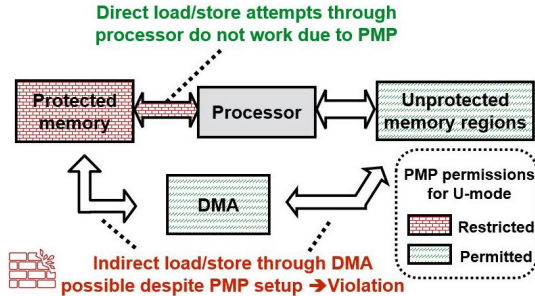 Direct load/store attempts through
processor do not work due to PMP
Protected
memory
Processor
Unprotected
memory regions
DMA
PMP permissions
for U-mode
Restricted
Permitted
Indirect load/store through DMA
possible despite PMP setup ➔Violation